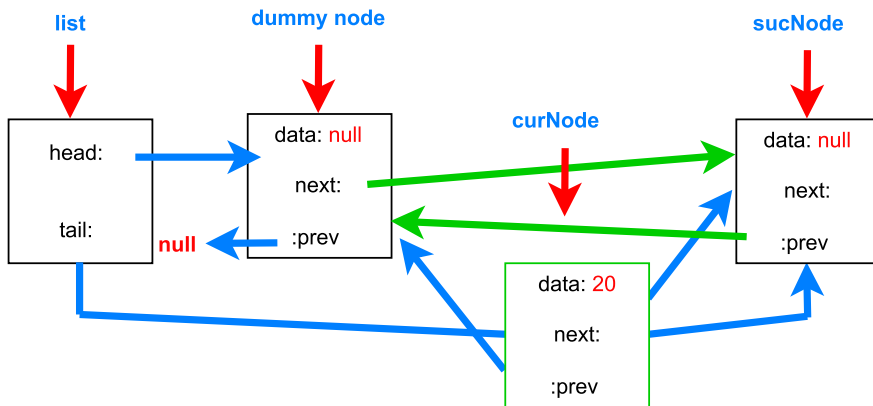 list
dummy node
sucNode
curNode
head:
tail:
null
data: null
next:
:prev
data: 20
next:
:prev
data: null
next:
:prev